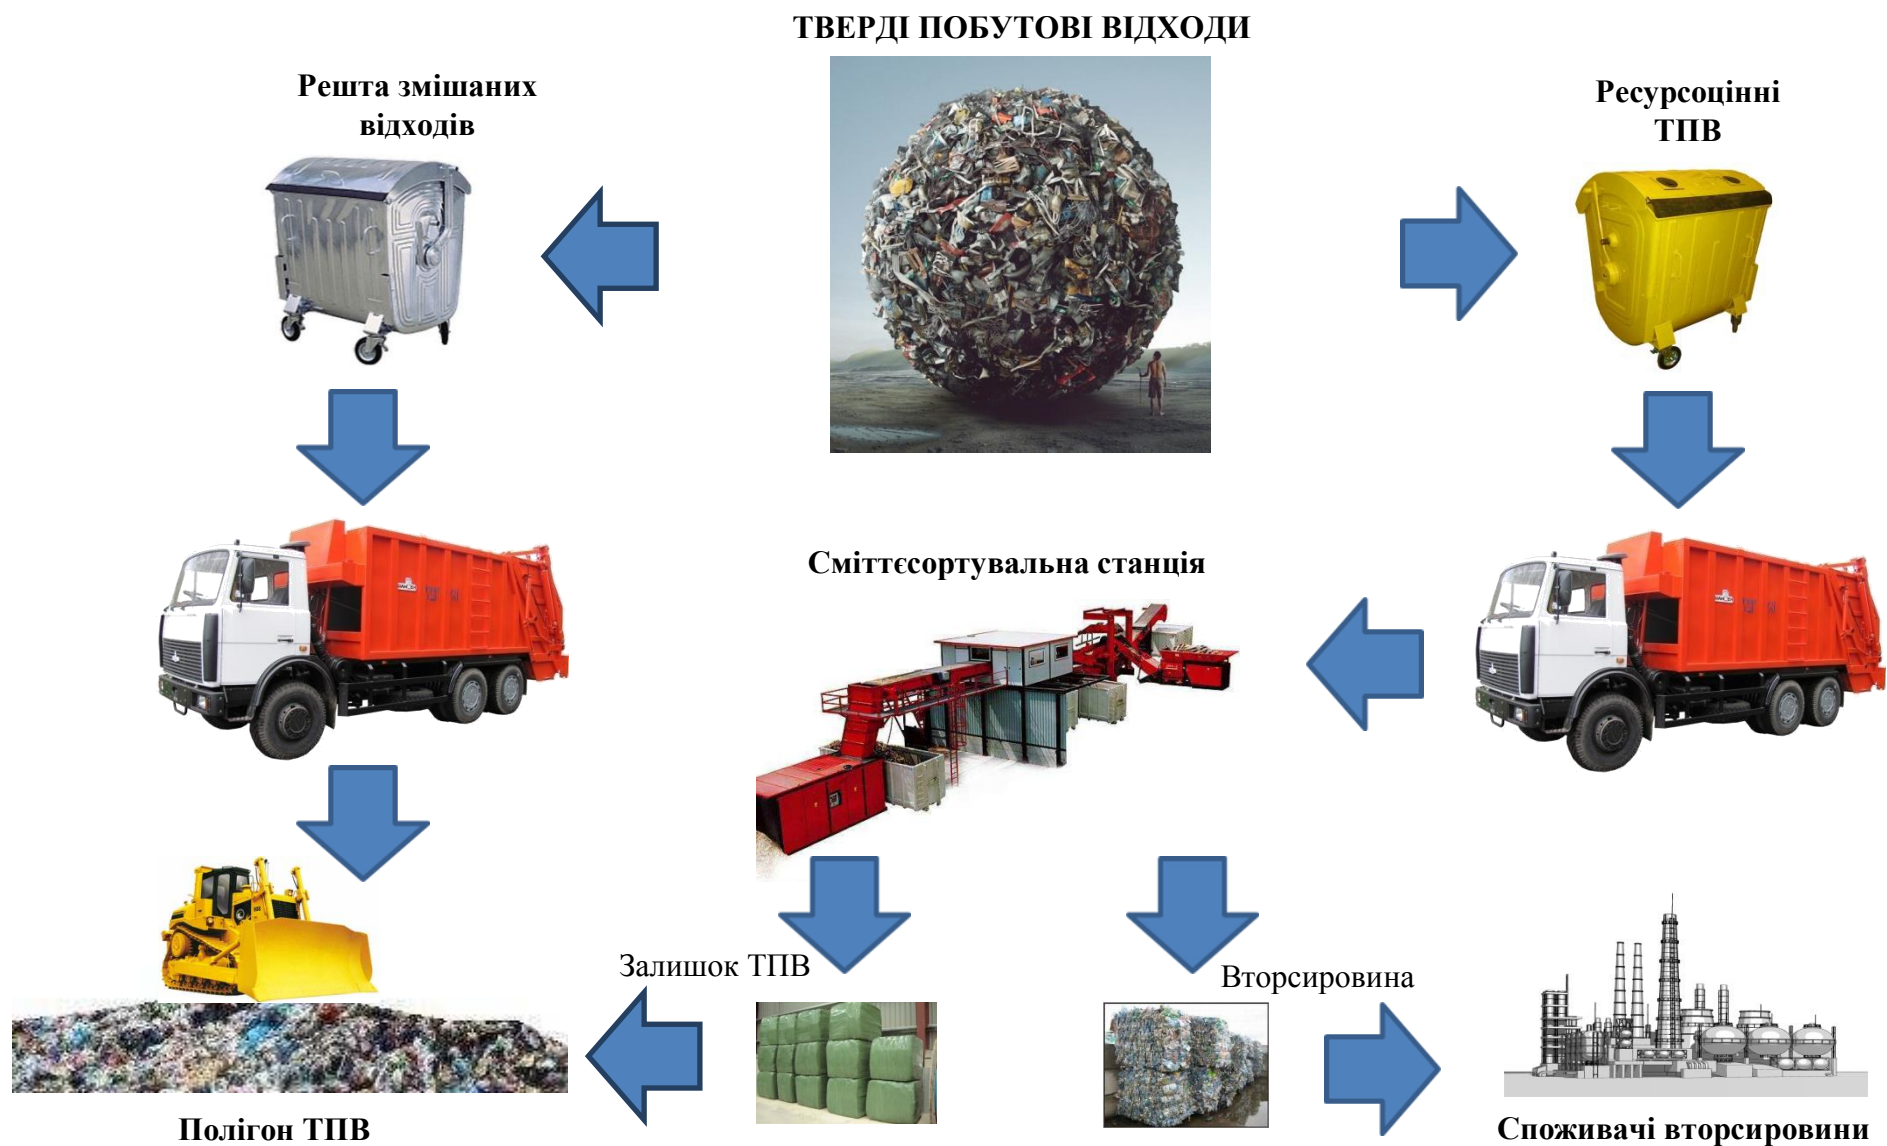 ТВЕРДІ ПОБУТОВІ ВІДХОДИ
Решта змішаних
відходів
Ресурсоцінні
ТПВ
Сміттєсортувальна станція
Залишок ТПВ
Вторсировина
Полігон ТПВ
Споживачі вторсировини